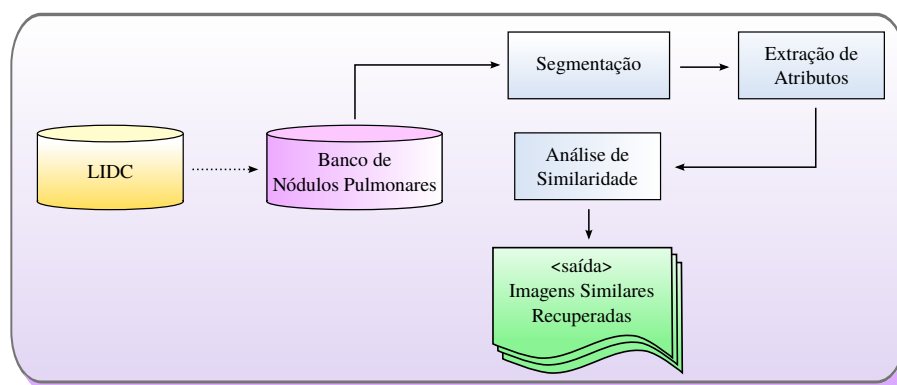 LIDC
Banco de
Nódulos Pulmonares
Segmentação
Extração de
Atributos
Análise de
Similaridade
<saída>
Imagens Similares
Recuperadas